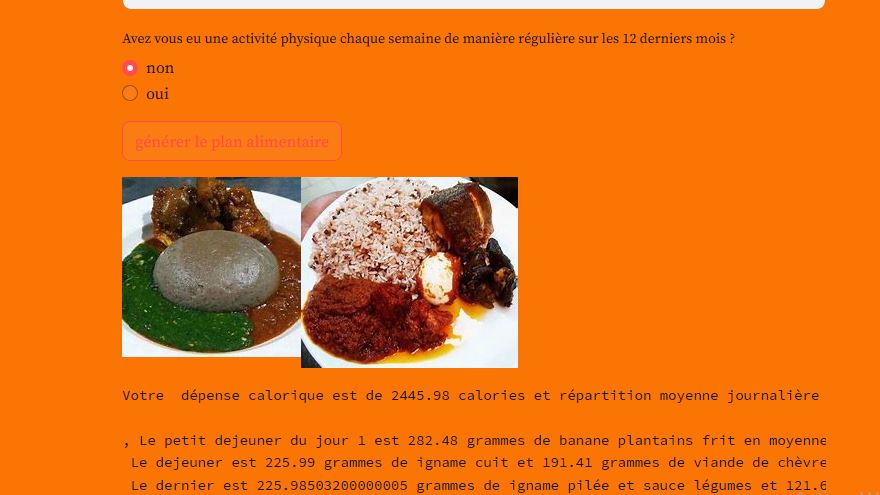 Avez vous eu une activité physique chaque semaine de manière régulière sur les 12 derniers mois ?
non
oui
générer le plan alimentaire
Votre  dépense calorique est de 2445.98 calories et répartition moyenne journalière
, Le petit dejeuner du jour 1 est 282.48 grammes de banane plantains frit en moyenne
Le dejeuner est 225.99 grammes de igname cuit et 191.41 grammes de viande de chèvre
Le dernier est 225.98503200000005 grammes de igname pilée et sauce légumes et 121.6